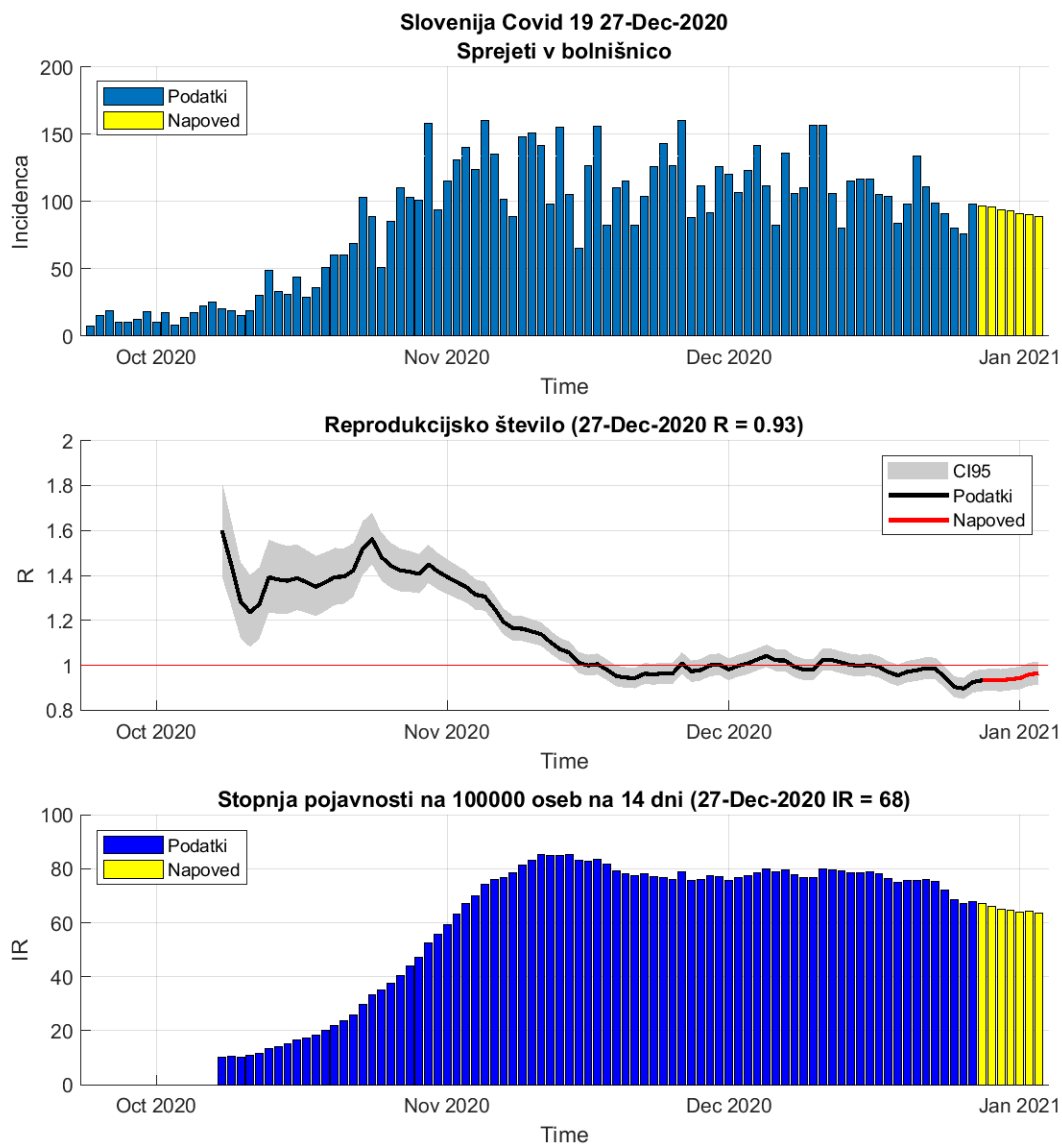 Slovenija Covid 19 27-Dec-2020
Sprejeti v bolnišnico
200
150
100
50
0
Incidenca
Podatki
Napoved
Oct 2020 Nov 2020 Dec 2020 Jan 2021
Time
Reprodukcijsko število (27-Dec-2020 R = 0.93)
2
1.8
1.6
1.4
1.2
1
0.8
R
CI95
Podatki
Napoved
Oct 2020 Nov 2020 Dec 2020 Jan 2021
Time
Stopnja pojavnosti na 100000 oseb na 14 dni (27-Dec-2020 IR = 68)
100
80
60
40
20
0
IR
Podatki
Napoved
Oct 2020 Nov 2020 Dec 2020 Jan 2021
Time